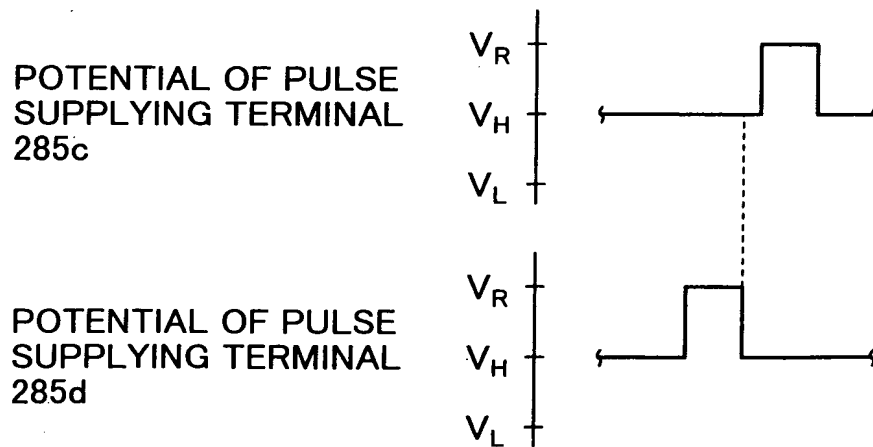 POTENTIAL OF PULSE
SUPPLYING TERMINAL
285c
V_R
V_H
V_L
POTENTIAL OF PULSE
SUPPLYING TERMINAL
285d
V_R
V_H
V_L